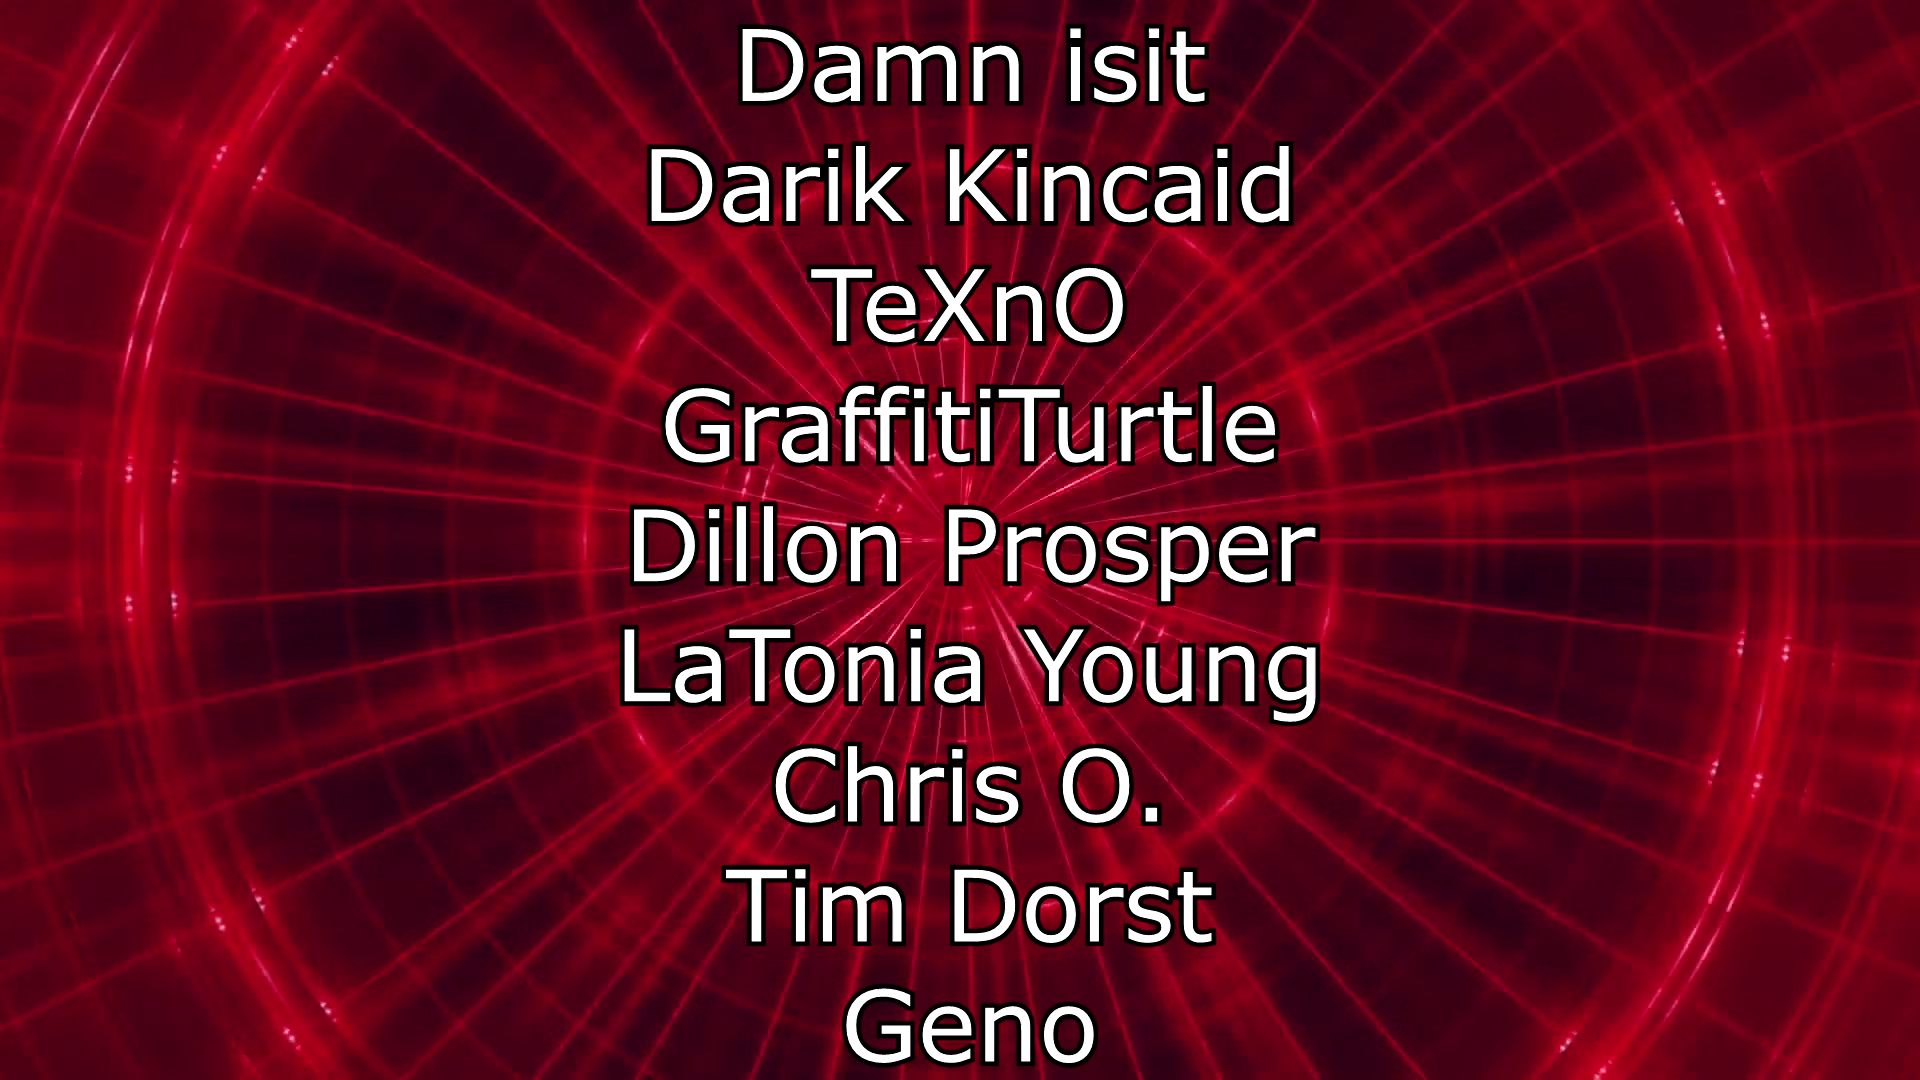 Damn isit
Darik Kincaid
TeXnO
GraffitiTurtle
Dillon Prosper
LaTonia Young
Chris O.
Tim Dorst
Geno